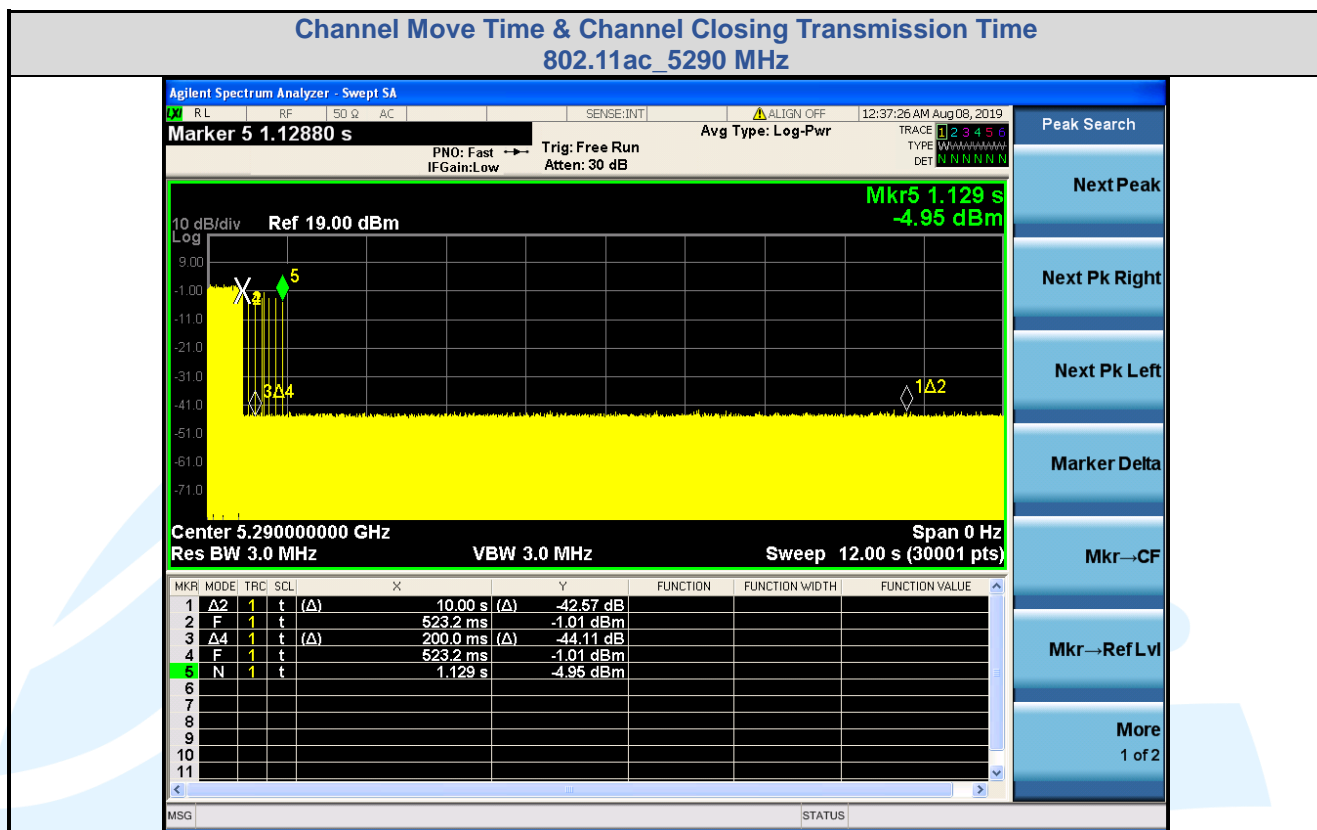 Channel Move Time & Channel Closing Transmission Time
802.11ac_5290 MHz
Agilent Spectrum Analyzer - Swept SA
LXI RL RF 50 Ω AC SENSE:INT ALIGN OFF 12:37:26 AM Aug 08, 2019
Marker 5 1.12880 s
PNO: Fast
IFGain:Low
Trig: Free Run
Atten: 30 dB
Avg Type: Log-Pwr
TRACE 1 2 3 4 5 6
TYPE
DET N N N N N N
Mkr5 1.129 s
-4.95 dBm
10 dB/div Ref 19.00 dBm
Log
9.00
-1.00
-11.0
-21.0
-31.0
-41.0
-51.0
-61.0
-71.0
5
3Δ4
1Δ2
Center 5.290000000 GHz Span 0 Hz
Res BW 3.0 MHz VBW 3.0 MHz Sweep 12.00 s (30001 pts)
MKR MODE TRC SCL X Y FUNCTION FUNCTION WIDTH FUNCTION VALUE
1 Δ2 1 t (Δ) 10.00 s (Δ) -42.57 dB
2 F 1 t 523.2 ms -1.01 dBm
3 Δ4 1 t (Δ) 200.0 ms (Δ) -44.11 dB
4 F 1 t 523.2 ms -1.01 dBm
5 N 1 t 1.129 s -4.95 dBm
6
7
8
9
10
11
MSG STATUS
Peak Search
Next Peak
Next Pk Right
Next Pk Left
Marker Delta
Mkr→CF
Mkr→Ref Lvl
More
1 of 2